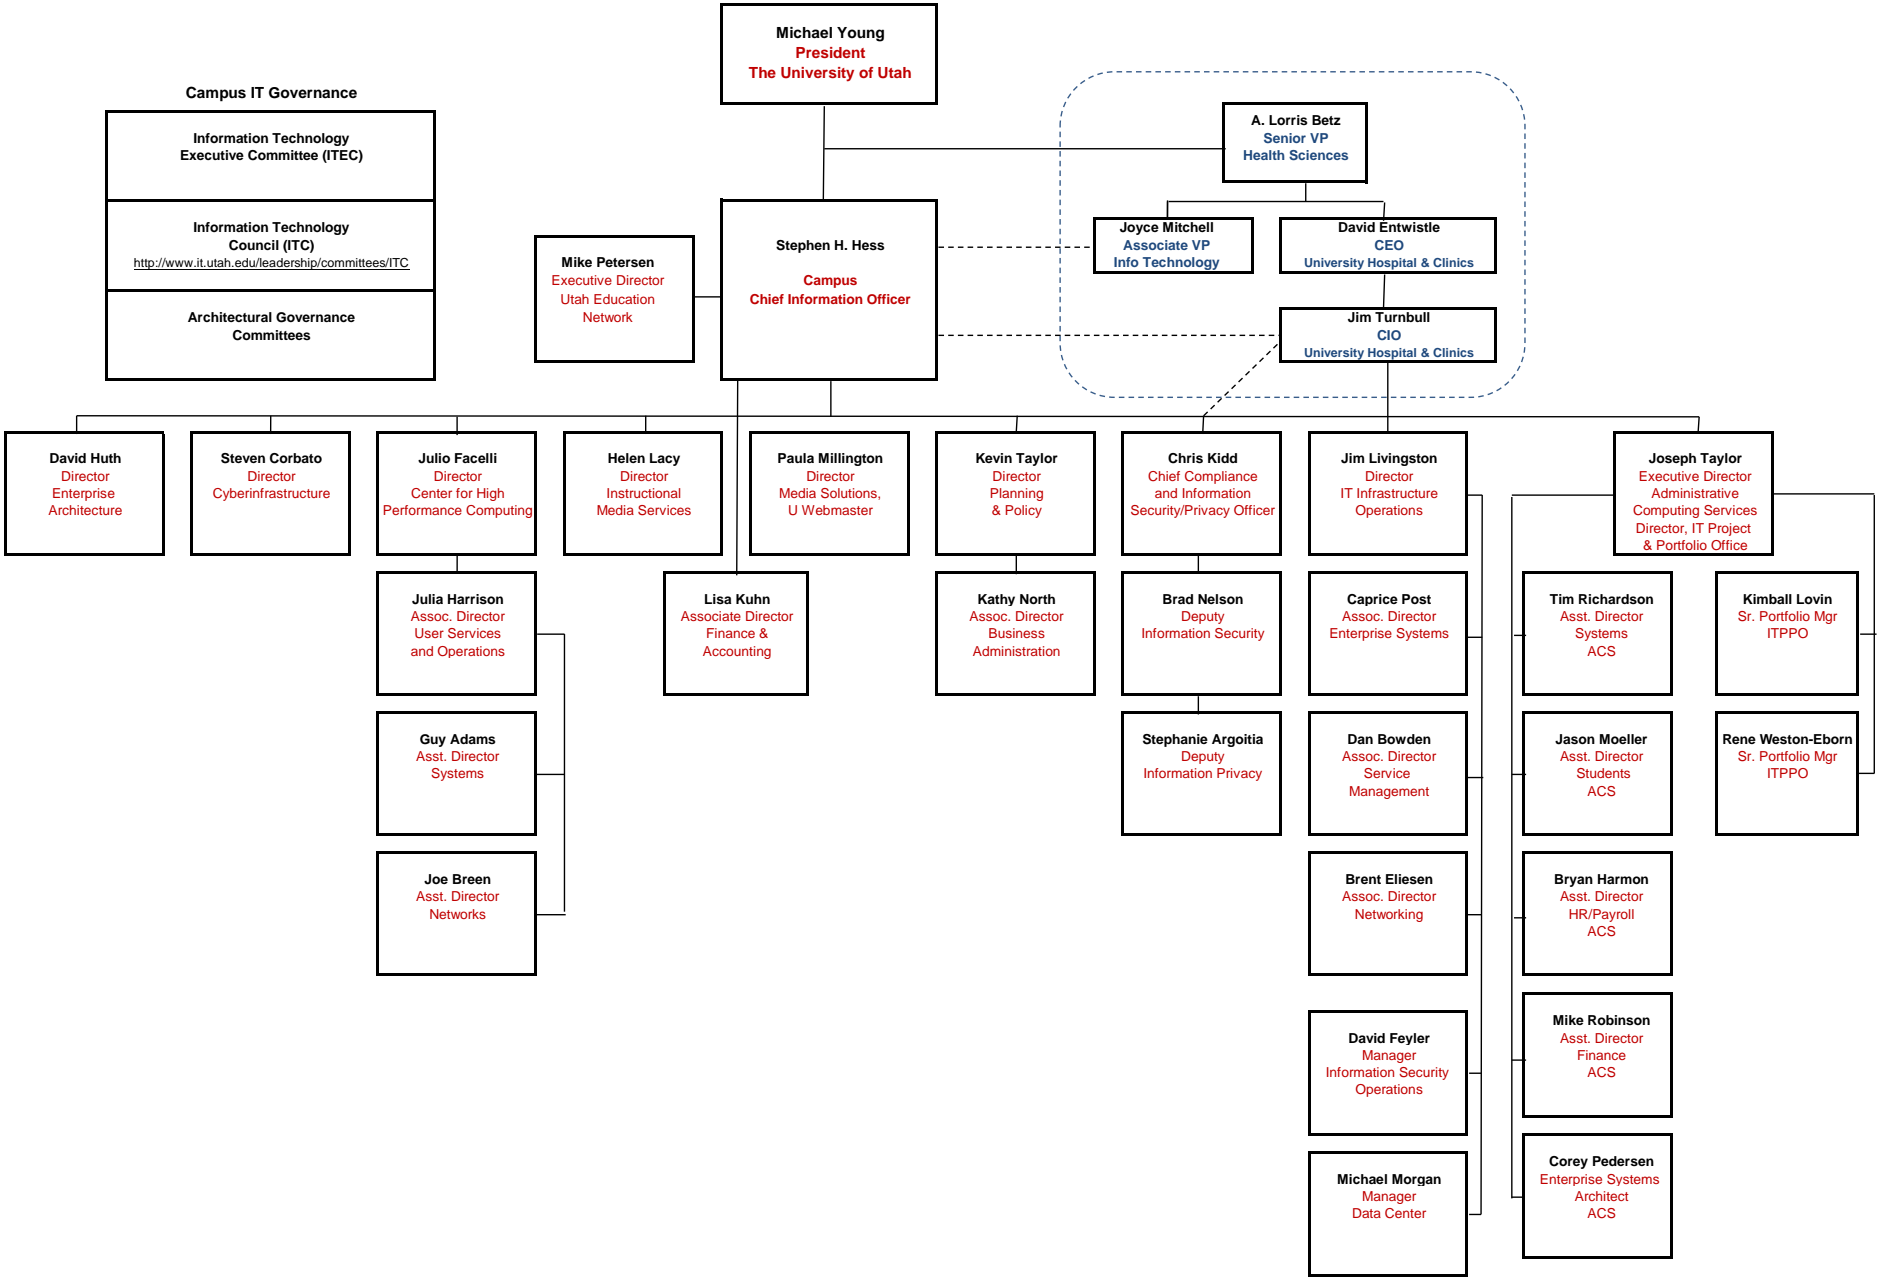 Michael Young
President
The University of Utah
Campus IT Governance
Information Technology
Executive Committee (ITEC)
Information Technology
Council (ITC)
http://www.it.utah.edu/leadership/committees/ITC
Architectural Governance
Committees
A. Lorris Betz
Senior VP
Health Sciences
Mike Petersen
Executive Director
Utah Education
Network
Stephen H. Hess
Campus
Chief Information Officer
Joyce Mitchell
Associate VP
Info Technology
David Entwistle
CEO
University Hospital & Clinics
Jim Turnbull
CIO
University Hospital & Clinics
David Huth
Director
Enterprise
Architecture
Steven Corbato
Director
Cyberinfrastructure
Julio Facelli
Director
Center for High
Performance Computing
Helen Lacy
Director
Instructional
Media Services
Paula Millington
Director
Media Solutions,
U Webmaster
Kevin Taylor
Director
Planning
& Policy
Chris Kidd
Chief Compliance
and Information
Security/Privacy Officer
Jim Livingston
Director
IT Infrastructure
Operations
Joseph Taylor
Executive Director
Administrative
Computing Services
Director, IT Project
& Portfolio Office
Julia Harrison
Assoc. Director
User Services
and Operations
Lisa Kuhn
Associate Director
Finance &
Accounting
Kathy North
Assoc. Director
Business
Administration
Brad Nelson
Deputy
Information Security
Caprice Post
Assoc. Director
Enterprise Systems
Tim Richardson
Asst. Director
Systems
ACS
Kimball Lovin
Sr. Portfolio Mgr
ITPPO
Guy Adams
Asst. Director
Systems
Stephanie Argoitia
Deputy
Information Privacy
Dan Bowden
Assoc. Director
Service
Management
Jason Moeller
Asst. Director
Students
ACS
Rene Weston-Eborn
Sr. Portfolio Mgr
ITPPO
Joe Breen
Asst. Director
Networks
Brent Eliesen
Assoc. Director
Networking
Bryan Harmon
Asst. Director
HR/Payroll
ACS
David Feyler
Manager
Information Security
Operations
Mike Robinson
Asst. Director
Finance
ACS
Michael Morgan
Manager
Data Center
Corey Pedersen
Enterprise Systems
Architect
ACS